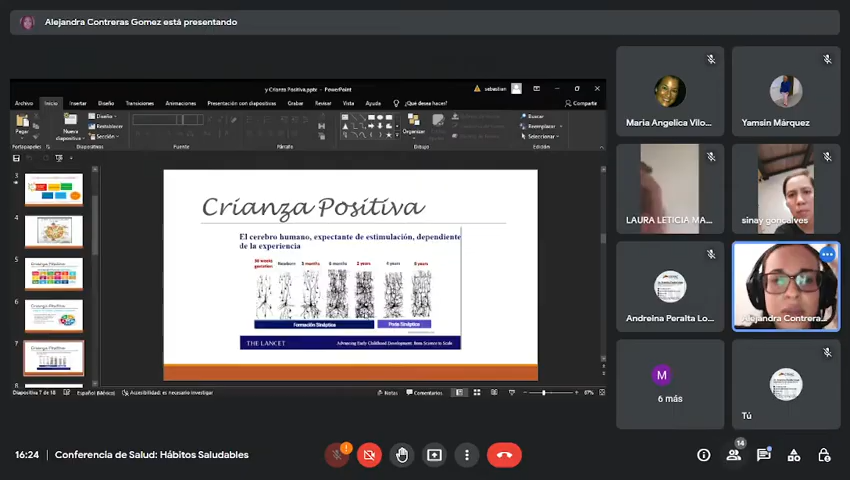 Alejandra Contreras Gomez está presentando
y Crianza Positiva.pptx - PowerPoint
sebastian
Archivo Inicio Insertar Diseño Transiciones Animaciones Presentación con diapositivas Grabar Revisar Vista Ayuda ¿Qué desea hacer?
Compartir
Pegar
Nueva
diapositiva
Diseño
Restablecer
Sección
Organizar
Buscar
Reemplazar
Seleccionar
Portapapeles
Diapositivas
Fuente
Párrafo
Dibujo
Edición
3
4
5
6
7
8
Crianza Positiva
El cerebro humano, expectante de estimulación, dependiente
de la experiencia
Newborn 3 months 6 months 2 years 4 years 6 years
Formación Sináptica
Poda Sináptica
THE LANCET
Advancing Early Childhood Development: from Science to Scale
Diapositiva 7 de 18
Español (México)
Accesibilidad: es necesario investigar
Notas
Comentarios
67%
Maria Angelica Vilo...
Yamsin Márquez
LAURA LETICIA MA...
sinay goncalves
Andreina Peralta Lo...
Alejandra Contrera...
M
6 más
Tú
16:24 | Conferencia de Salud: Hábitos Saludables
14